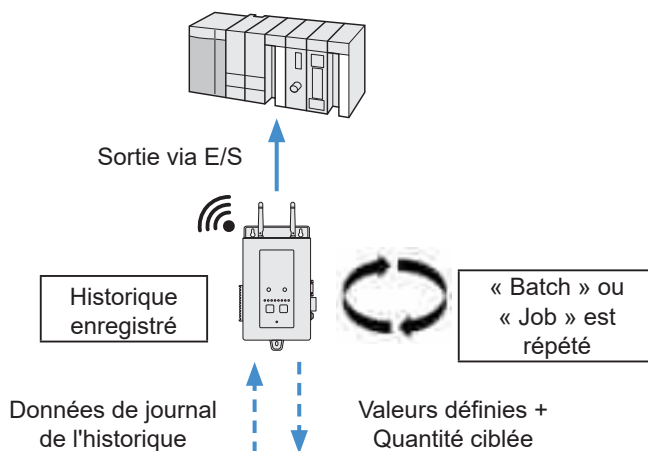 Sortie via E/S
Historique
enregistré
« Batch » ou
« Job » est
répété
Données de journal
de l'historique
Valeurs définies +
Quantité ciblée